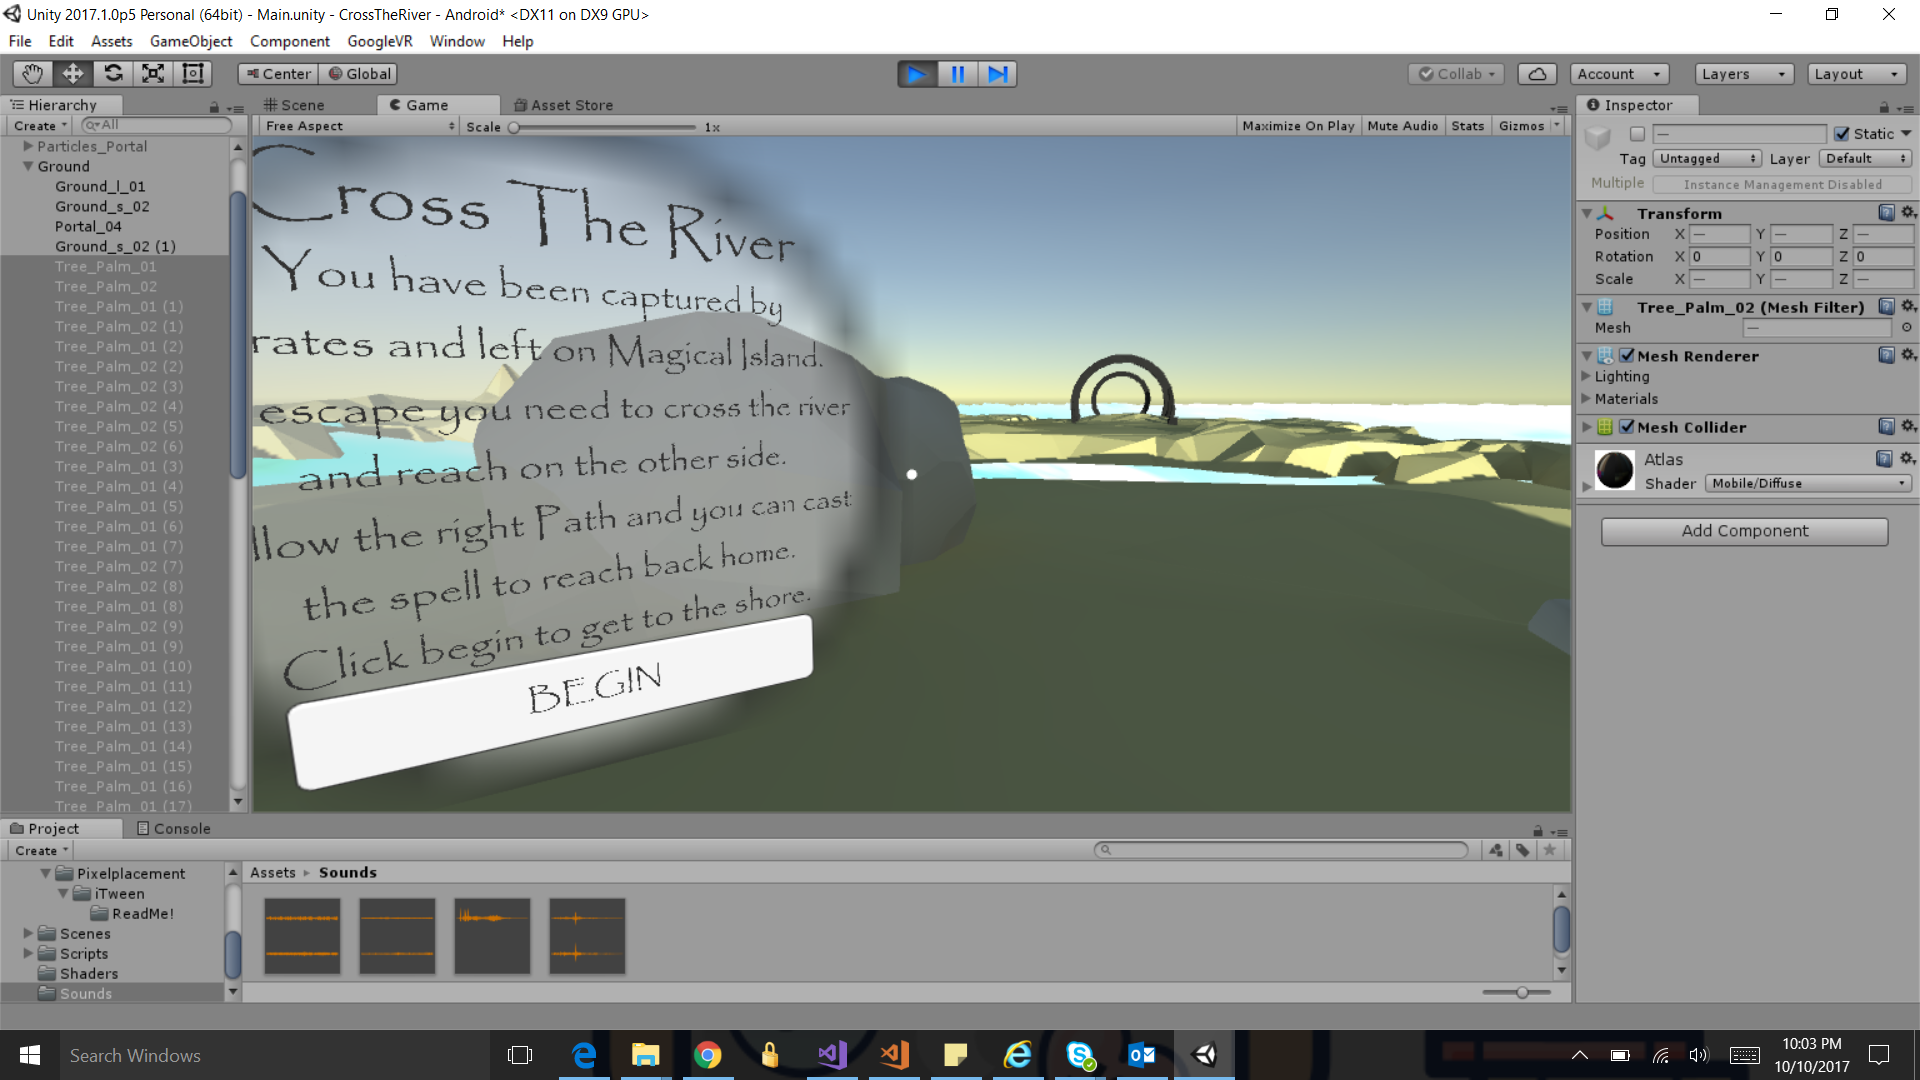 Unity 2017.1.0p5 Personal (64bit) - Main.unity - CrossTheRiver - Android* <DX11 on DX9 GPU>
File Edit Assets GameObject Component GoogleVR Window Help
Center Global
Collab Account Layers Layout
Hierarchy
Create All
Particles_Portal
Ground
Ground_l_01
Ground_s_02
Portal_04
Ground_s_02 (1)
Tree_Palm_01
Tree_Palm_02
Tree_Palm_01 (1)
Tree_Palm_02 (1)
Tree_Palm_01 (2)
Tree_Palm_02 (2)
Tree_Palm_02 (3)
Tree_Palm_02 (4)
Tree_Palm_02 (5)
Tree_Palm_02 (6)
Tree_Palm_01 (3)
Tree_Palm_01 (4)
Tree_Palm_01 (5)
Tree_Palm_01 (6)
Tree_Palm_01 (7)
Tree_Palm_02 (7)
Tree_Palm_02 (8)
Tree_Palm_01 (8)
Tree_Palm_02 (9)
Tree_Palm_01 (9)
Tree_Palm_01 (10)
Tree_Palm_01 (11)
Tree_Palm_01 (12)
Tree_Palm_01 (13)
Tree_Palm_01 (14)
Tree_Palm_01 (15)
Tree_Palm_01 (16)
Tree_Palm_01 (17)
Scene Game Asset Store
Free Aspect Scale 1x Maximize On Play Mute Audio Stats Gizmos
Cross The River
You have been captured by
rates and left on Magical Island.
escape you need to cross the river
and reach on the other side.
llow the right Path and you can cast
the spell to reach back home.
Click begin to get to the shore.
BEGIN
Inspector
Static
Tag Untagged Layer Default
Multiple Instance Management Disabled
Transform
Position X — Y — Z —
Rotation X 0 Y 0 Z 0
Scale X — Y — Z —
Tree_Palm_02 (Mesh Filter)
Mesh —
Mesh Renderer
Lighting
Materials
Mesh Collider
Atlas
Shader Mobile/Diffuse
Add Component
Project Console
Create
Pixelplacement
iTween
ReadMe!
Scenes
Scripts
Shaders
Sounds
Assets Sounds
Search Windows
10:03 PM
10/10/2017